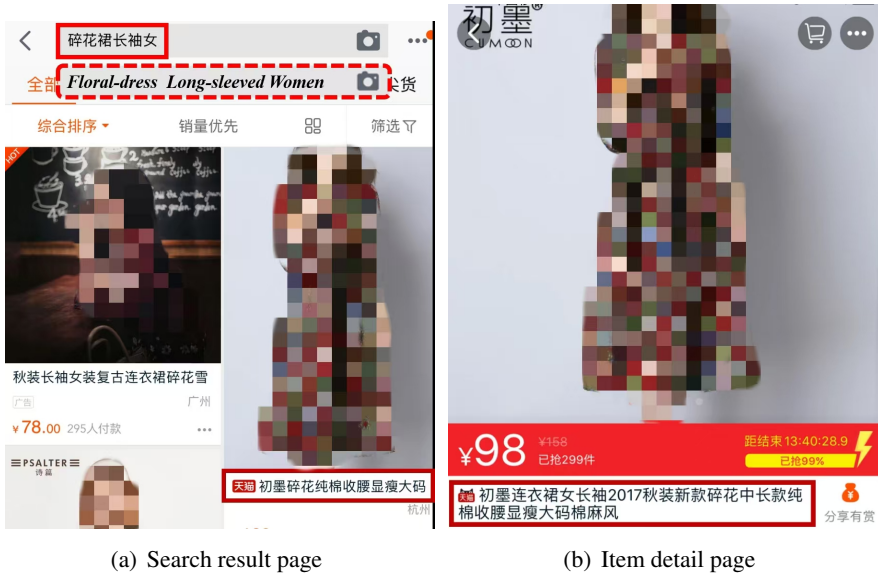 碎花裙长袖女
全部
Floral-dress Long-sleeved Women
尖货
综合排序
销量优先
筛选
HOT
秋装长袖女装复古连衣裙碎花雪
广告
广州
¥78.00 295人付款
PSALTER
诗篇
天猫 初墨碎花纯棉收腰显瘦大码
杭州
(a) Search result page
初墨®
CUMOON
¥98
¥158
已抢299件
距结束 13:40:28.9
已抢99%
天猫 初墨连衣裙女长袖2017秋装新款碎花中长款纯
棉收腰显瘦大码棉麻风
分享有赏
(b) Item detail page